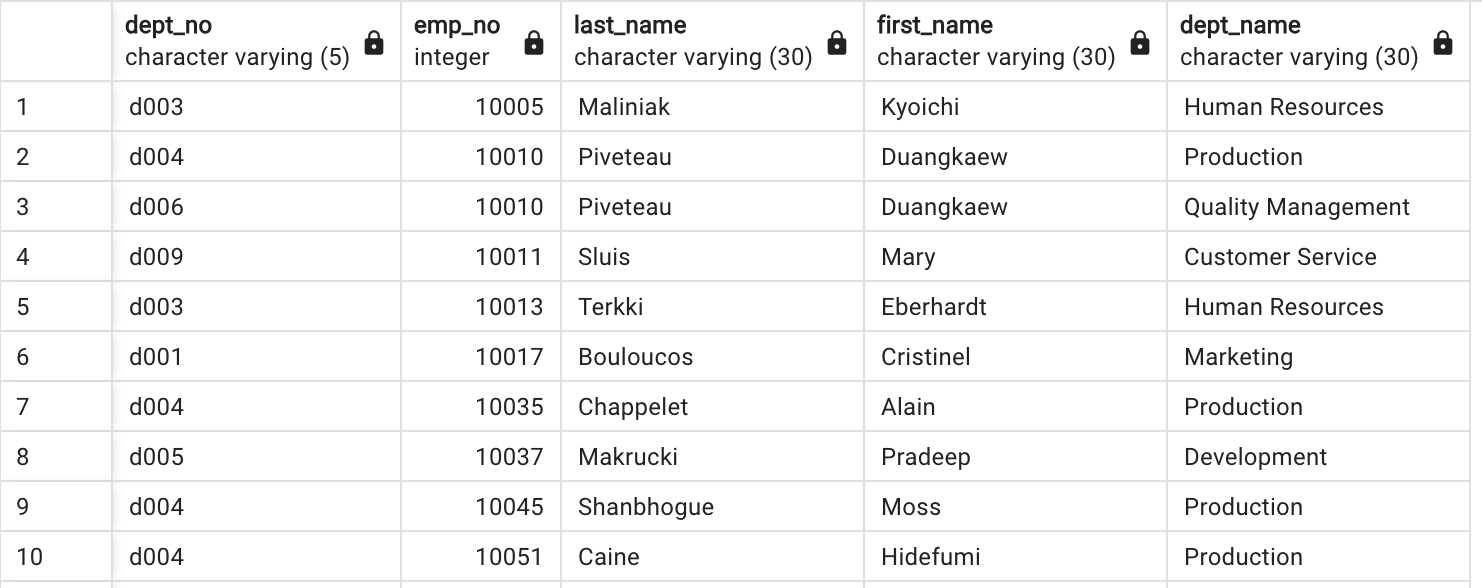 dept_no emp_no last_name first_name dept_name
character varying (5) integer character varying (30) character varying (30) character varying (30)
1 d003 10005 Maliniak Kyoichi Human Resources
2 d004 10010 Piveteau Duangkaew Production
3 d006 10010 Piveteau Duangkaew Quality Management
4 d009 10011 Sluis Mary Customer Service
5 d003 10013 Terkki Eberhardt Human Resources
6 d001 10017 Bouloucos Cristinel Marketing
7 d004 10035 Chappelet Alain Production
8 d005 10037 Makrucki Pradeep Development
9 d004 10045 Shanbhogue Moss Production
10 d004 10051 Caine Hidefumi Production